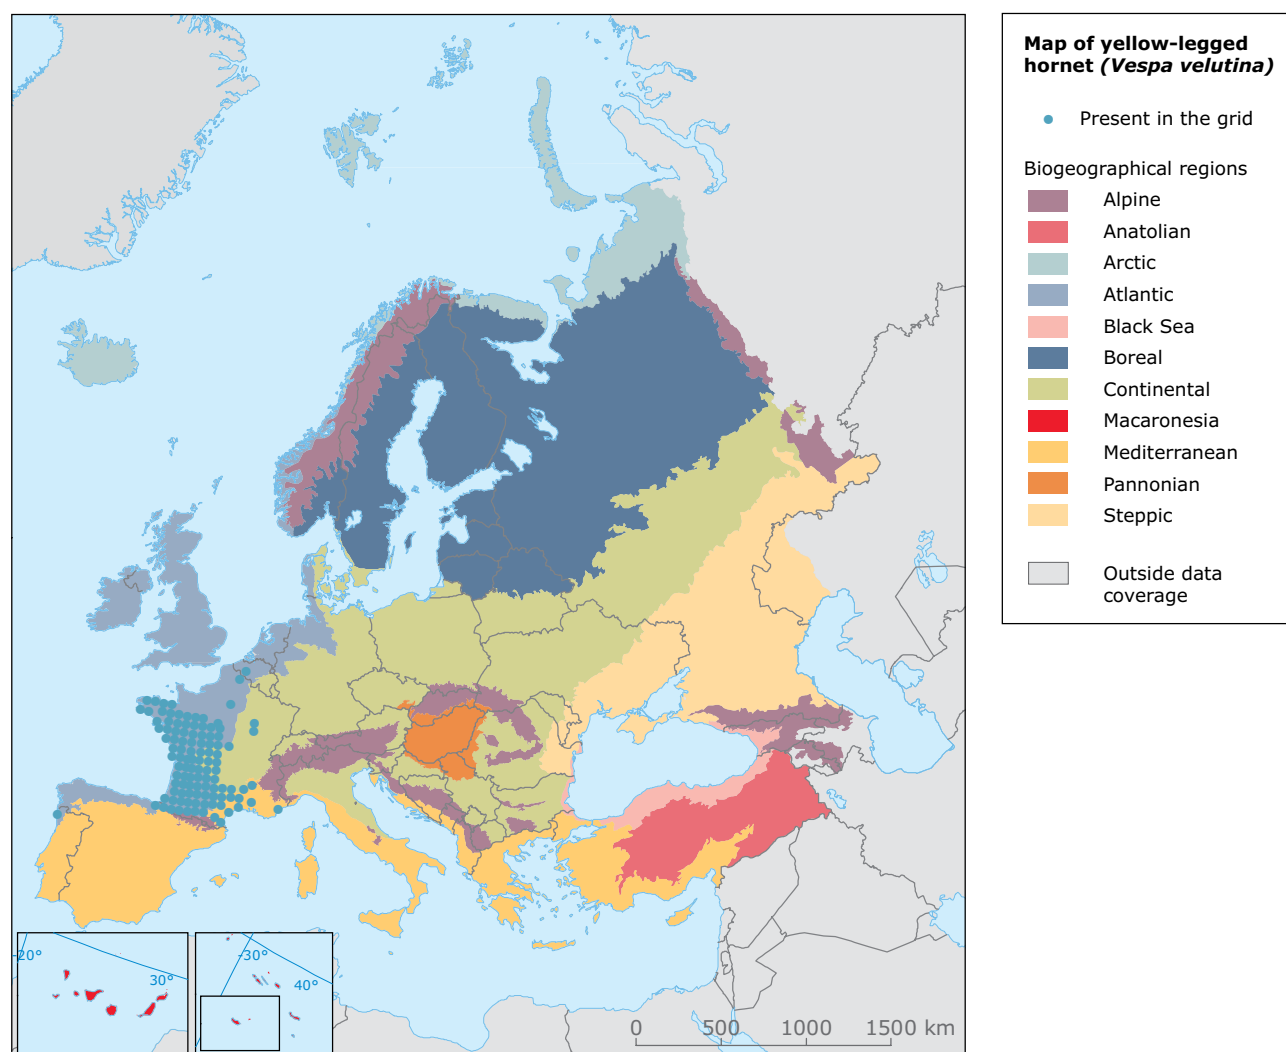 Map of yellow-legged
hornet (Vespa velutina)
Present in the grid
Biogeographical regions
Alpine
Anatolian
Arctic
Atlantic
Black Sea
Boreal
Continental
Macaronesia
Mediterranean
Pannonian
Steppic
Outside data
coverage
-20°
30°
-30°
40°
0 500 1000 1500 km